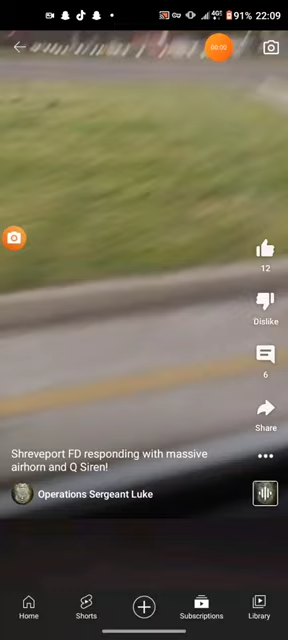 4G
91% 22:09
00:00
12
Dislike
6
Share
Shreveport FD responding with massive
airhorn and Q Siren!
Operations Sergeant Luke
Home
Shorts
Subscriptions
Library